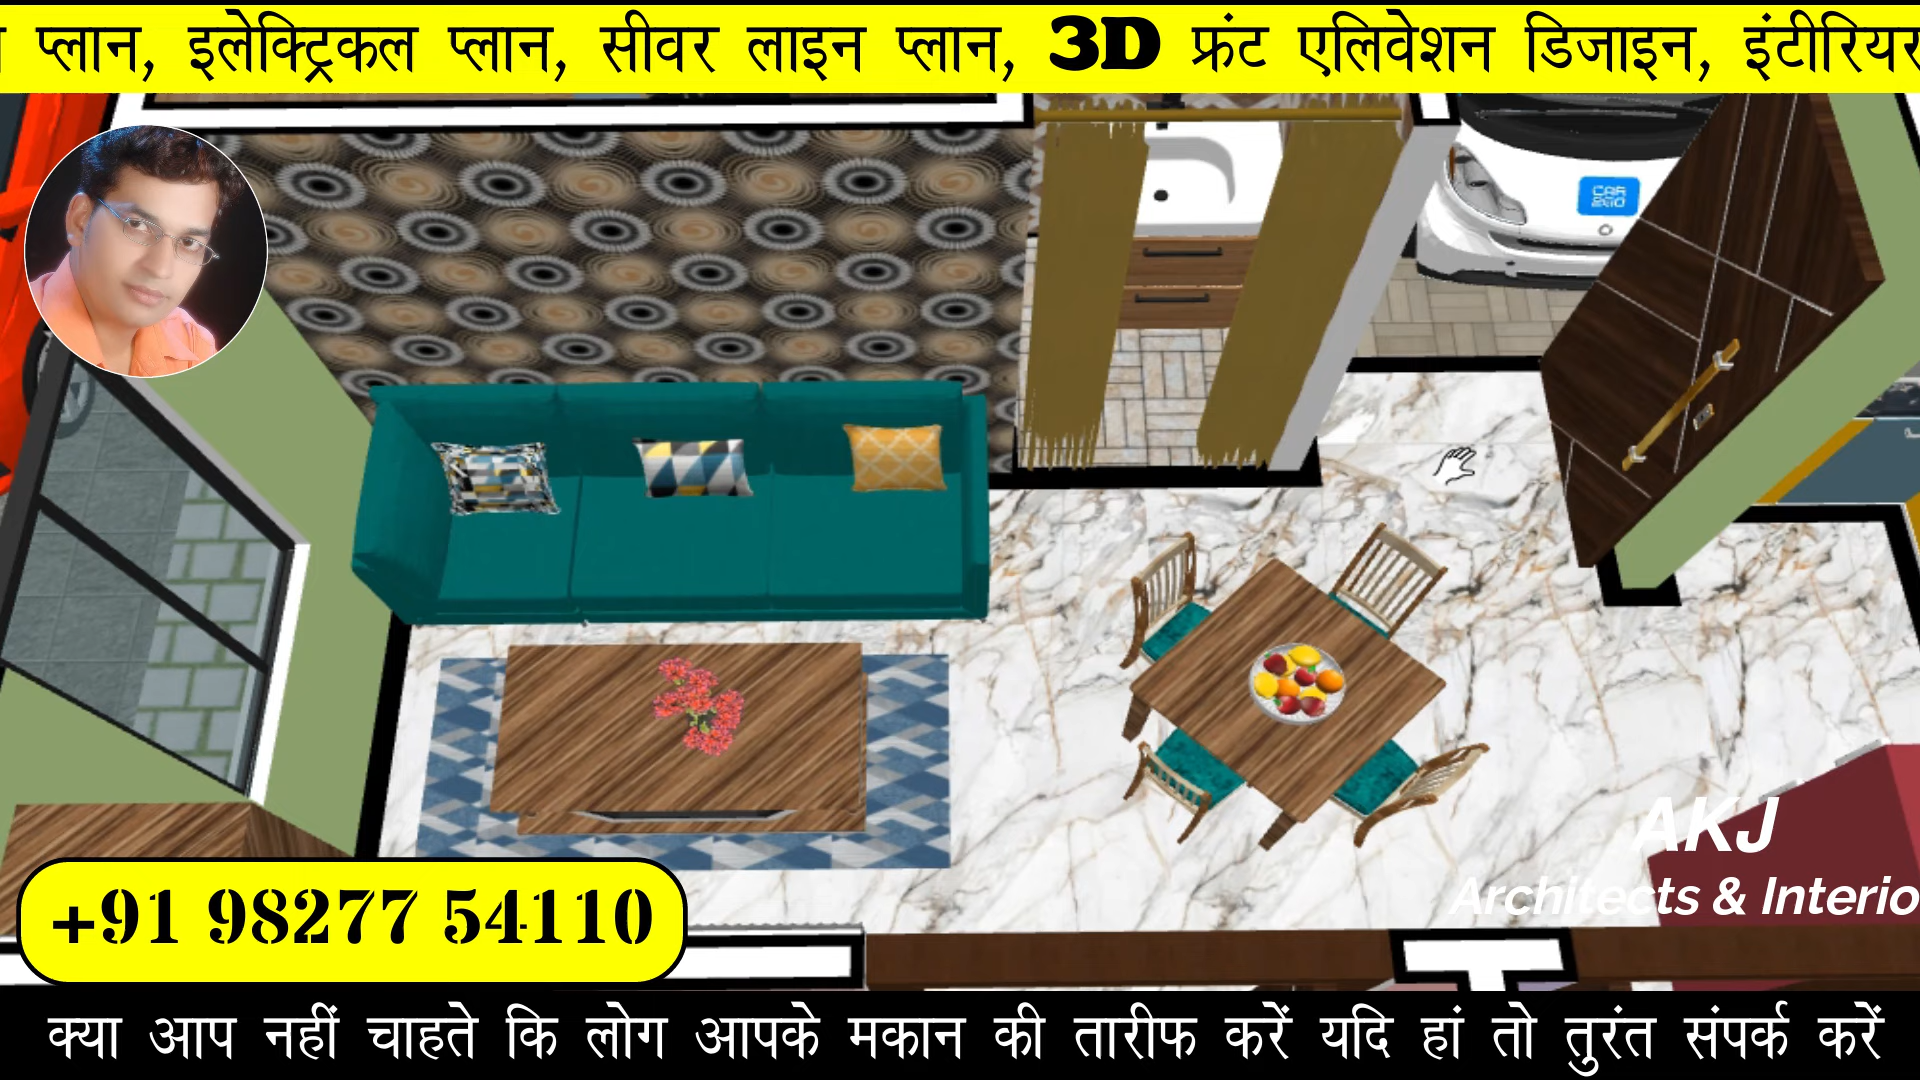 प्लान, इलेक्ट्रिकल प्लान, सीवर लाइन प्लान, 3D फ्रंट एलिवेशन डिजाइन, इंटीरियर
CAR
AKJ
Architects & Interio
+91 98277 54110
क्या आप नहीं चाहते कि लोग आपके मकान की तारीफ करें यदि हां तो तुरंत संपर्क करें